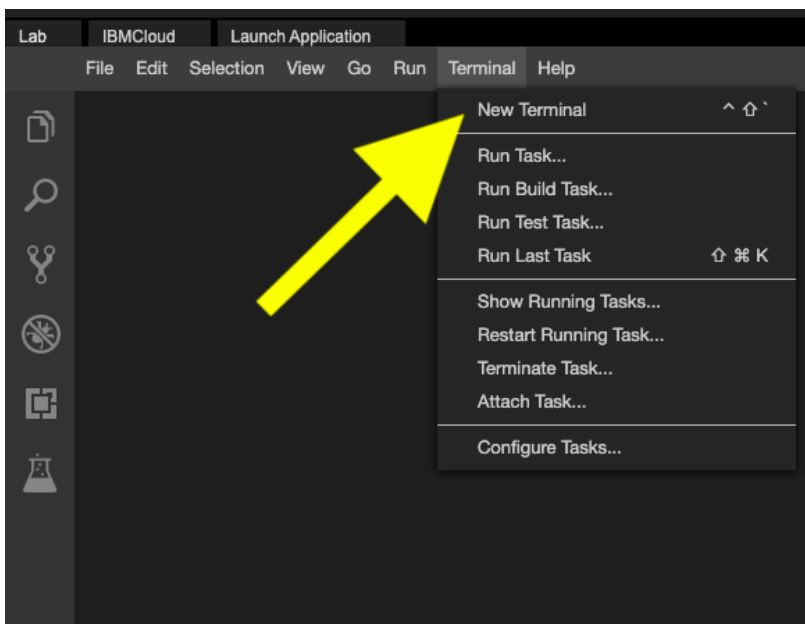 Lab IBMCloud Launch Application
File Edit Selection View Go Run Terminal Help
New Terminal ^ ⇧ `
Run Task...
Run Build Task...
Run Test Task...
Run Last Task ⇧ ⌘ K
Show Running Tasks...
Restart Running Task...
Terminate Task...
Attach Task...
Configure Tasks...